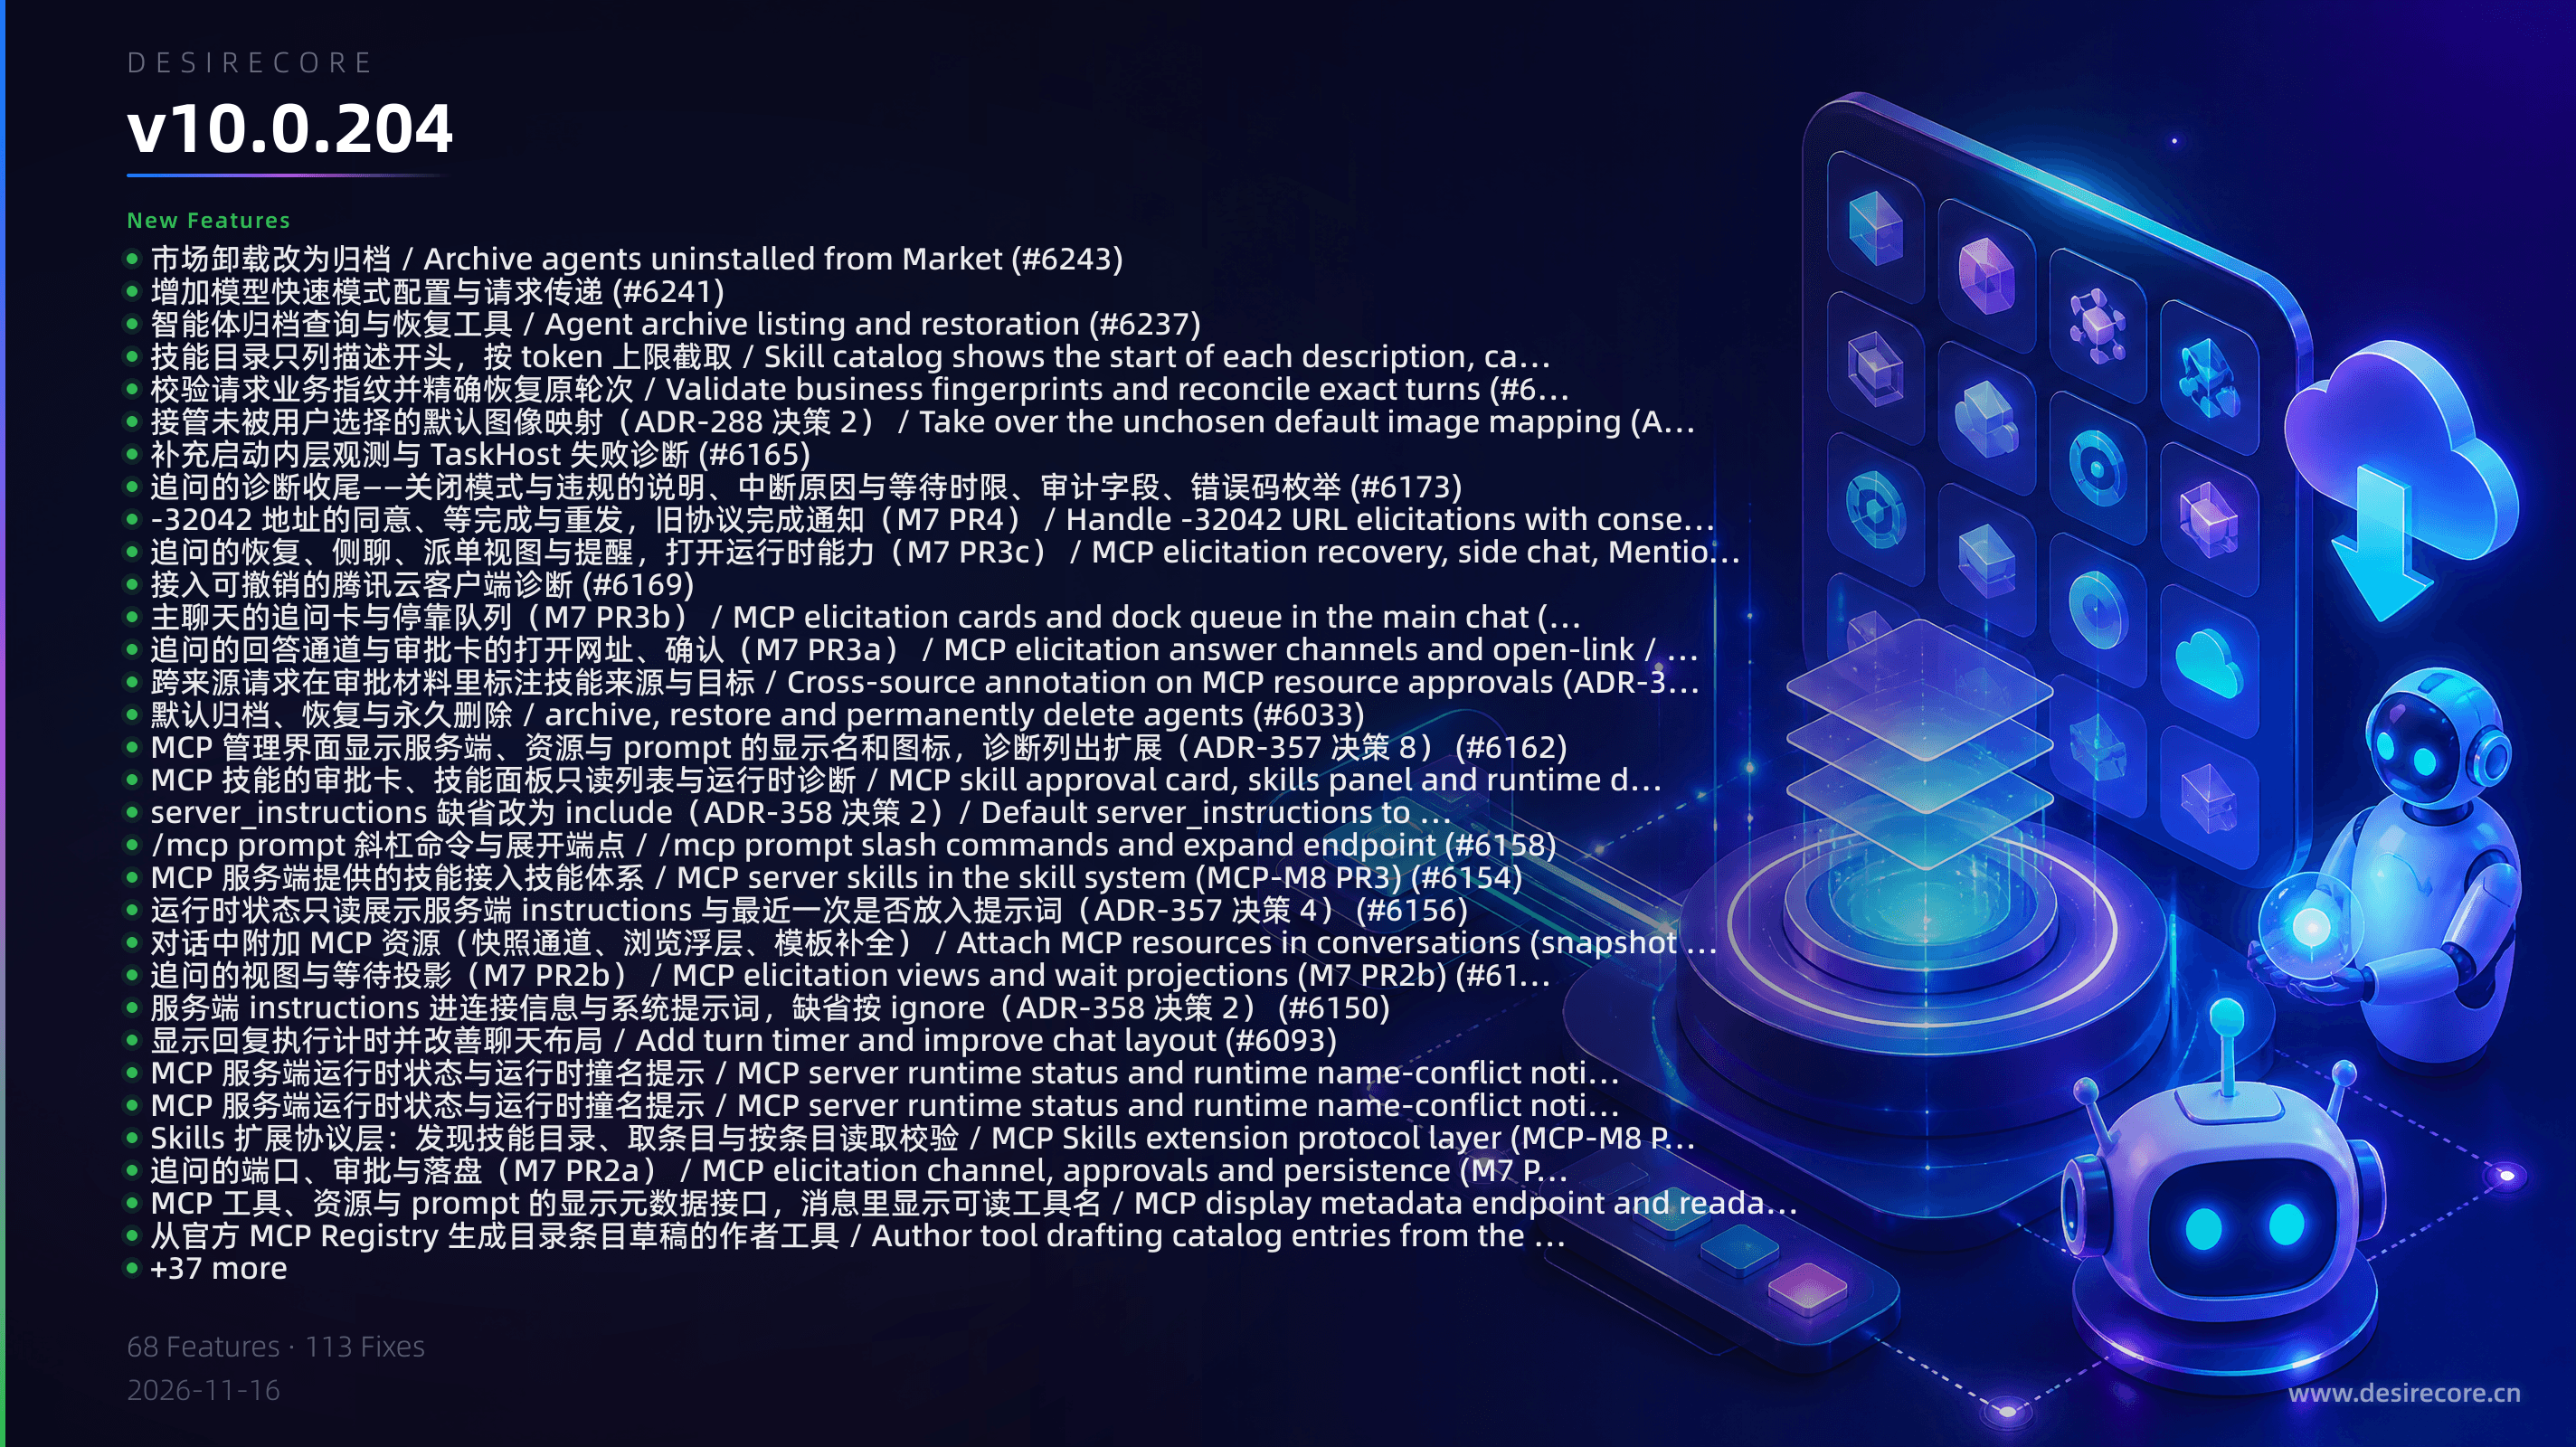 DESIRECORE
v10.0.204
New Features
市场卸载改为归档 / Archive agents uninstalled from Market (#6243)
增加模型快速模式配置与请求传递 (#6241)
智能体归档查询与恢复工具 / Agent archive listing and restoration (#6237)
技能目录只列描述开头，按 token 上限截取 / Skill catalog shows the start of each description, ca…
校验请求业务指纹并精确恢复原轮次 / Validate business fingerprints and reconcile exact turns (#6…
接管未被用户选择的默认图像映射（ADR-288 决策 2） / Take over the unchosen default image mapping (A…
补充启动内层观测与 TaskHost 失败诊断 (#6165)
追问的诊断收尾——关闭模式与违规的说明、中断原因与等待时限、审计字段、错误码枚举 (#6173)
-32042 地址的同意、等完成与重发，旧协议完成通知（M7 PR4） / Handle -32042 URL elicitations with conse…
追问的恢复、侧聊、派单视图与提醒，打开运行时能力（M7 PR3c） / MCP elicitation recovery, side chat, Mentio…
接入可撤销的腾讯云客户端诊断 (#6169)
主聊天的追问卡与停靠队列（M7 PR3b） / MCP elicitation cards and dock queue in the main chat (…
追问的回答通道与审批卡的打开网址、确认（M7 PR3a） / MCP elicitation answer channels and open-link / …
跨来源请求在审批材料里标注技能来源与目标 / Cross-source annotation on MCP resource approvals (ADR-3…
默认归档、恢复与永久删除 / archive, restore and permanently delete agents (#6033)
MCP 管理界面显示服务端、资源与 prompt 的显示名和图标，诊断列出扩展（ADR-357 决策 8） (#6162)
MCP 技能的审批卡、技能面板只读列表与运行时诊断 / MCP skill approval card, skills panel and runtime d…
server_instructions 缺省改为 include（ADR-358 决策 2）/ Default server_instructions to …
/mcp prompt 斜杠命令与展开端点 / /mcp prompt slash commands and expand endpoint (#6158)
MCP 服务端提供的技能接入技能体系 / MCP server skills in the skill system (MCP-M8 PR3) (#6154)
运行时状态只读展示服务端 instructions 与最近一次是否放入提示词（ADR-357 决策 4） (#6156)
对话中附加 MCP 资源（快照通道、浏览浮层、模板补全） / Attach MCP resources in conversations (snapshot …
追问的视图与等待投影（M7 PR2b） / MCP elicitation views and wait projections (M7 PR2b) (#61…
服务端 instructions 进连接信息与系统提示词，缺省按 ignore（ADR-358 决策 2） (#6150)
显示回复执行计时并改善聊天布局 / Add turn timer and improve chat layout (#6093)
MCP 服务端运行时状态与运行时撞名提示 / MCP server runtime status and runtime name-conflict noti…
MCP 服务端运行时状态与运行时撞名提示 / MCP server runtime status and runtime name-conflict noti…
Skills 扩展协议层：发现技能目录、取条目与按条目读取校验 / MCP Skills extension protocol layer (MCP-M8 P…
追问的端口、审批与落盘（M7 PR2a） / MCP elicitation channel, approvals and persistence (M7 P…
MCP 工具、资源与 prompt 的显示元数据接口，消息里显示可读工具名 / MCP display metadata endpoint and reada…
从官方 MCP Registry 生成目录条目草稿的作者工具 / Author tool drafting catalog entries from the …
+37 more
68 Features · 113 Fixes
2026-11-16
www.desirecore.cn